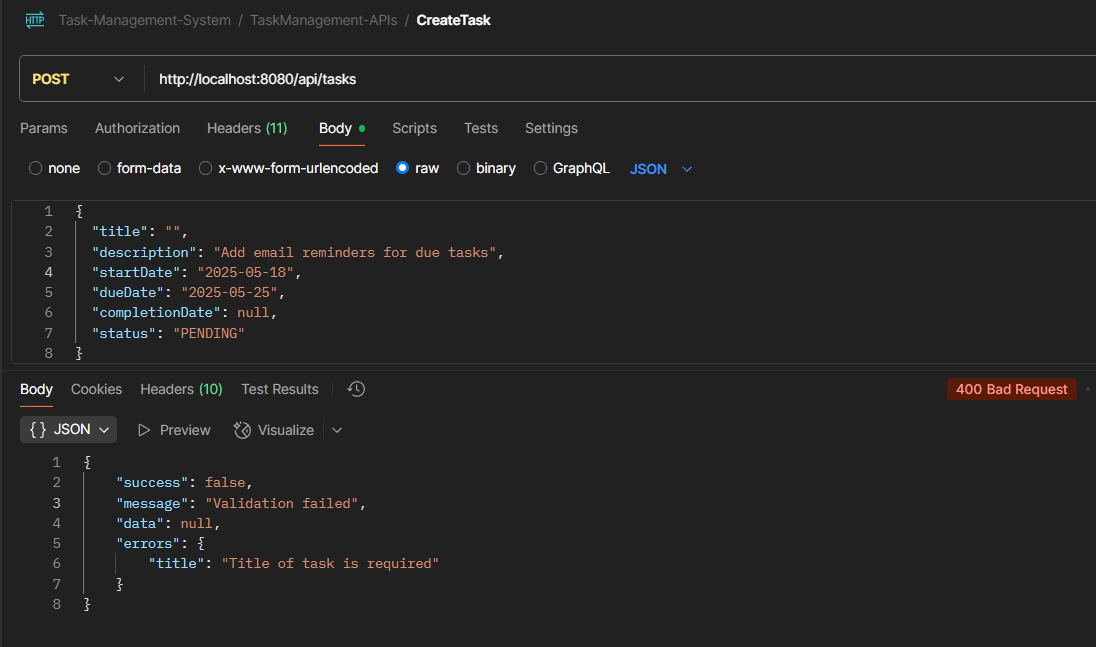 HTTP Task-Management-System / TaskManagement-APIs / CreateTask
POST http://localhost:8080/api/tasks
Params Authorization Headers (11) Body Scripts Tests Settings
none form-data x-www-form-urlencoded raw binary GraphQL JSON
1 {
2 "title": "",
3 "description": "Add email reminders for due tasks",
4 "startDate": "2025-05-18",
5 "dueDate": "2025-05-25",
6 "completionDate": null,
7 "status": "PENDING"
8 }
Body Cookies Headers (10) Test Results 400 Bad Request
{} JSON Preview Visualize
1 {
2 "success": false,
3 "message": "Validation failed",
4 "data": null,
5 "errors": {
6 "title": "Title of task is required"
7 }
8 }